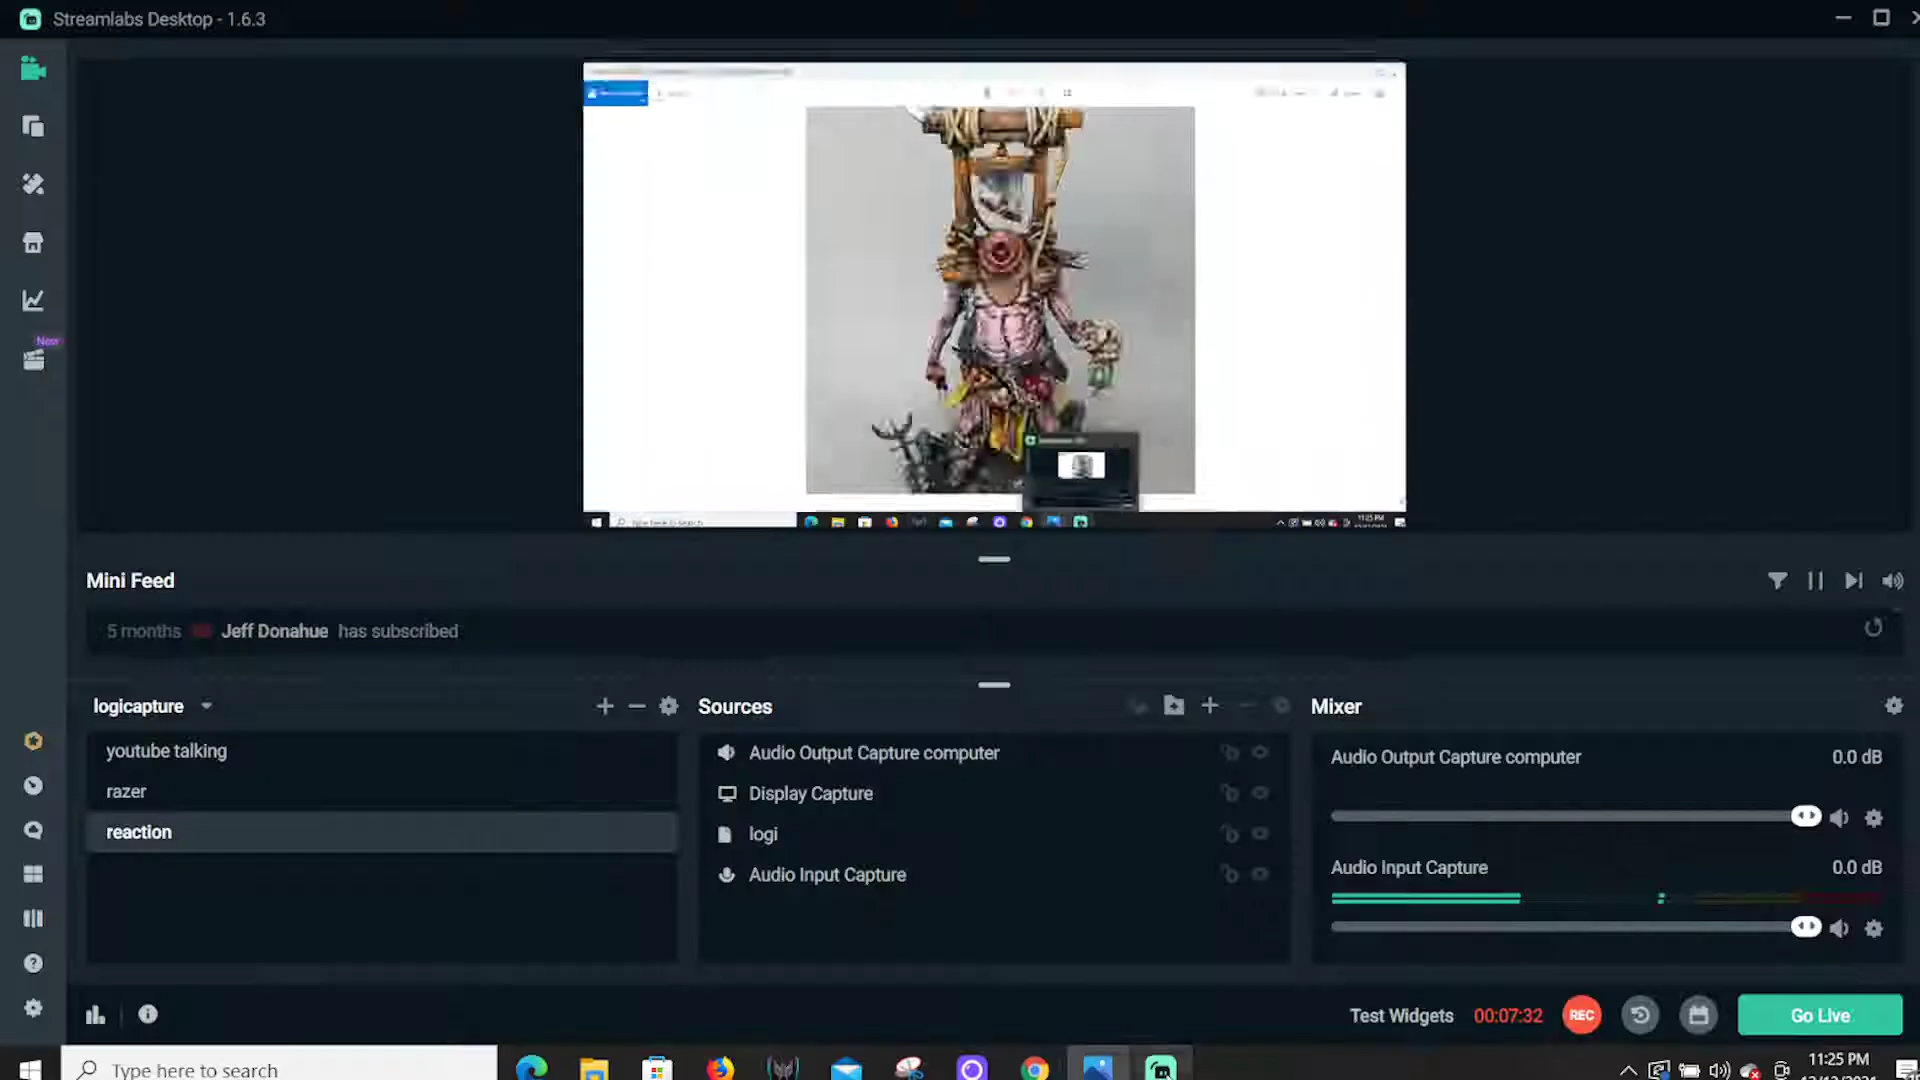 Streamlabs Desktop - 1.6.3
New
11:25 PM
Mini Feed
5 months Jeff Donahue has subscribed
logicapture
Sources
Mixer
youtube talking
razer
reaction
Audio Output Capture computer
Display Capture
logi
Audio Input Capture
Audio Output Capture computer 0.0 dB
Audio Input Capture 0.0 dB
Test Widgets 00:07:32 REC Go Live
Type here to search
11:25 PM